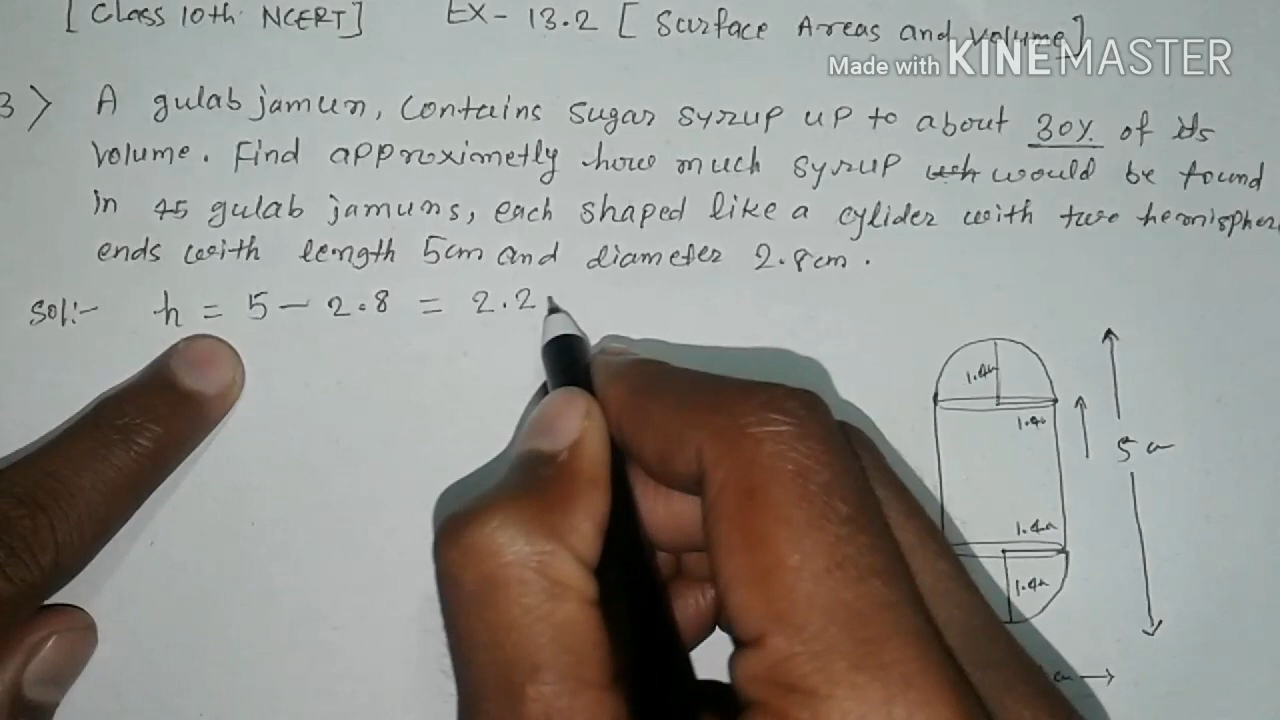 [Class 10th. NCERT] EX- 13.2 [Surface Areas and Volume]
Made with KINEMASTER
3> A gulab jamun, Contains Sugar syrup up to about 30% of its
Volume. Find approximetly how much syrup would be found
in 45 gulab jamuns, each shaped like a cylider with two hemispher
ends with length 5cm and diameter 2.8cm.
Sol:- h = 5 - 2.8 = 2.2
1.4
1.4
5
1.4
1.4